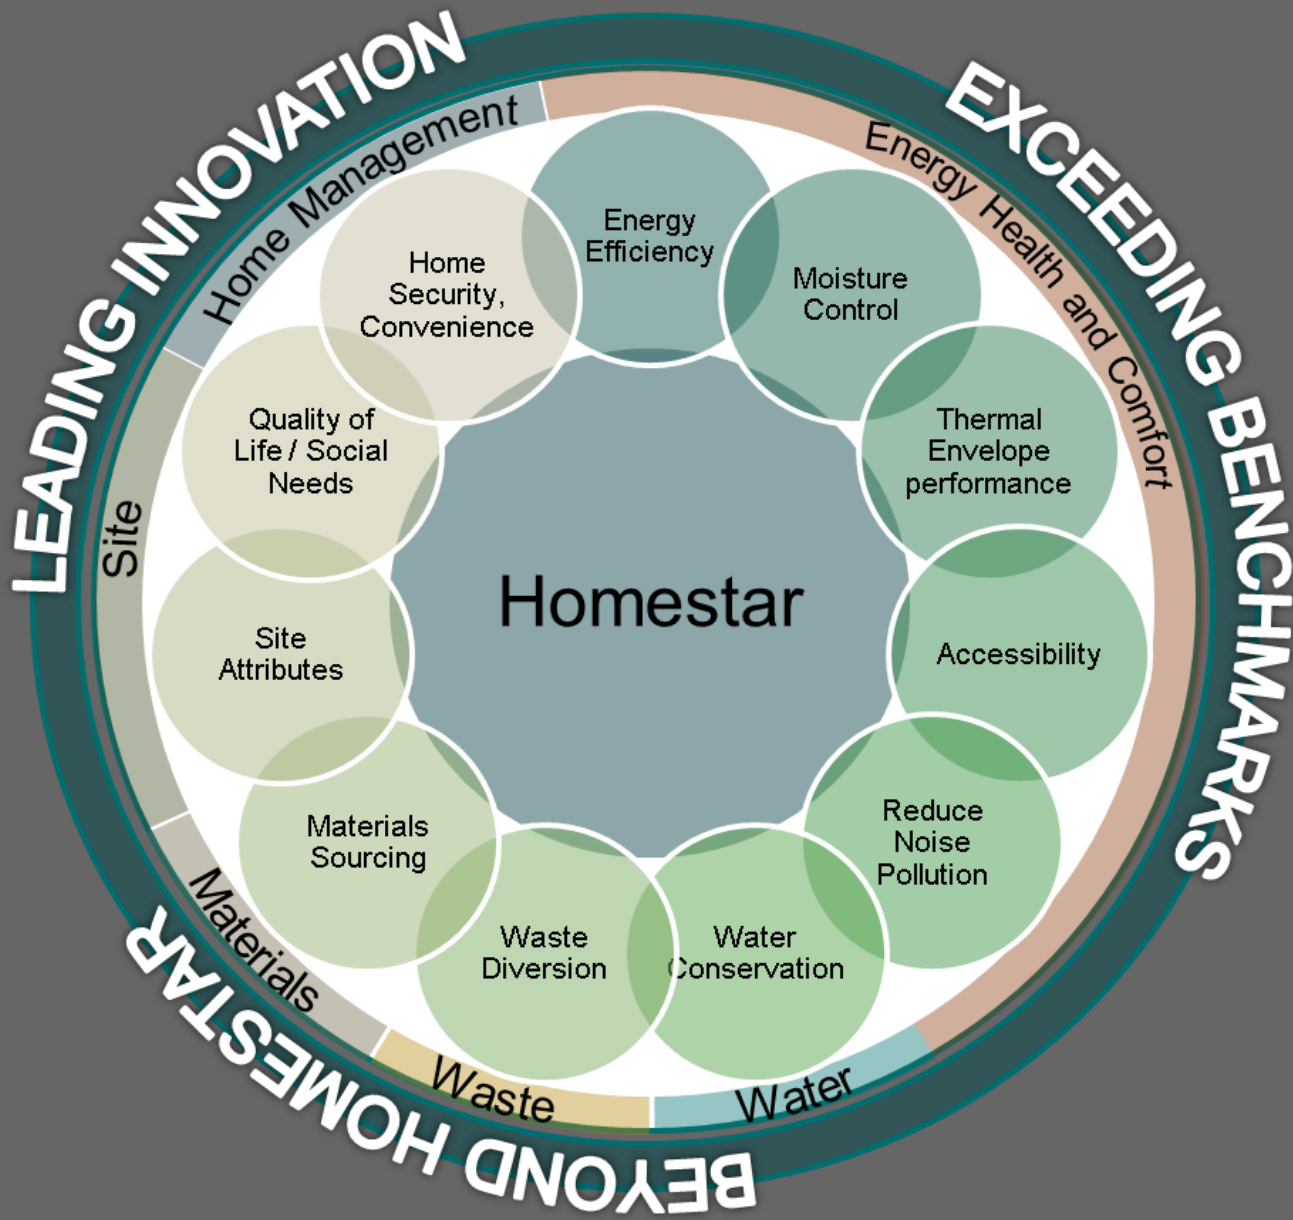 LEADING INNOVATION
EXCEEDING BENCHMARKS
BEYOND HOMESTAR
Home Management
Energy Health and Comfort
Site
Materials
Waste
Water
Homestar
Energy
Efficiency
Moisture
Control
Thermal
Envelope
performance
Accessibility
Reduce
Noise
Pollution
Water
Conservation
Waste
Diversion
Materials
Sourcing
Site
Attributes
Quality of
Life / Social
Needs
Home
Security,
Convenience